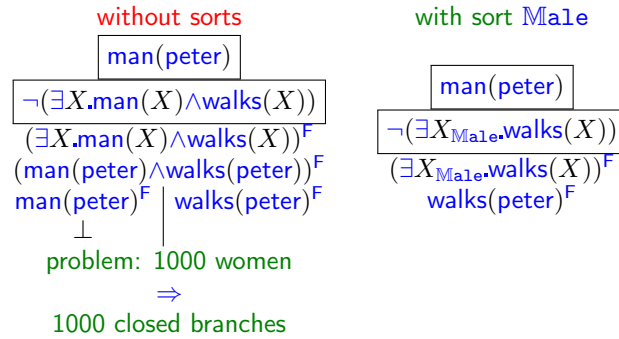 without sorts
man(peter)
¬(∃X.man(X)∧walks(X))
(∃X.man(X)∧walks(X))ᶠ
(man(peter)∧walks(peter))ᶠ
man(peter)ᶠ | walks(peter)ᶠ
⊥
problem: 1000 women
⇒
1000 closed branches
with sort 𝕄ale
man(peter)
¬(∃X𝕄ale.walks(X))
(∃X𝕄ale.walks(X))ᶠ
walks(peter)ᶠ